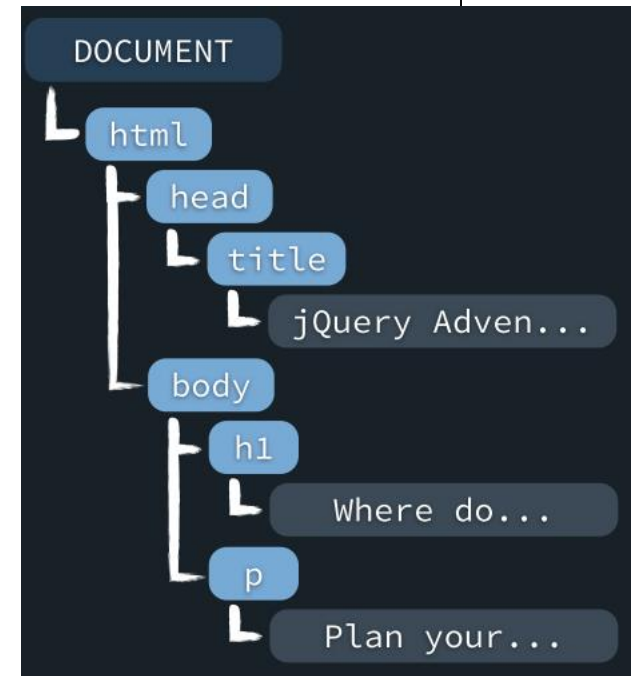 DOCUMENT
html
head
title
jQuery Adven...
body
h1
Where do...
p
Plan your...